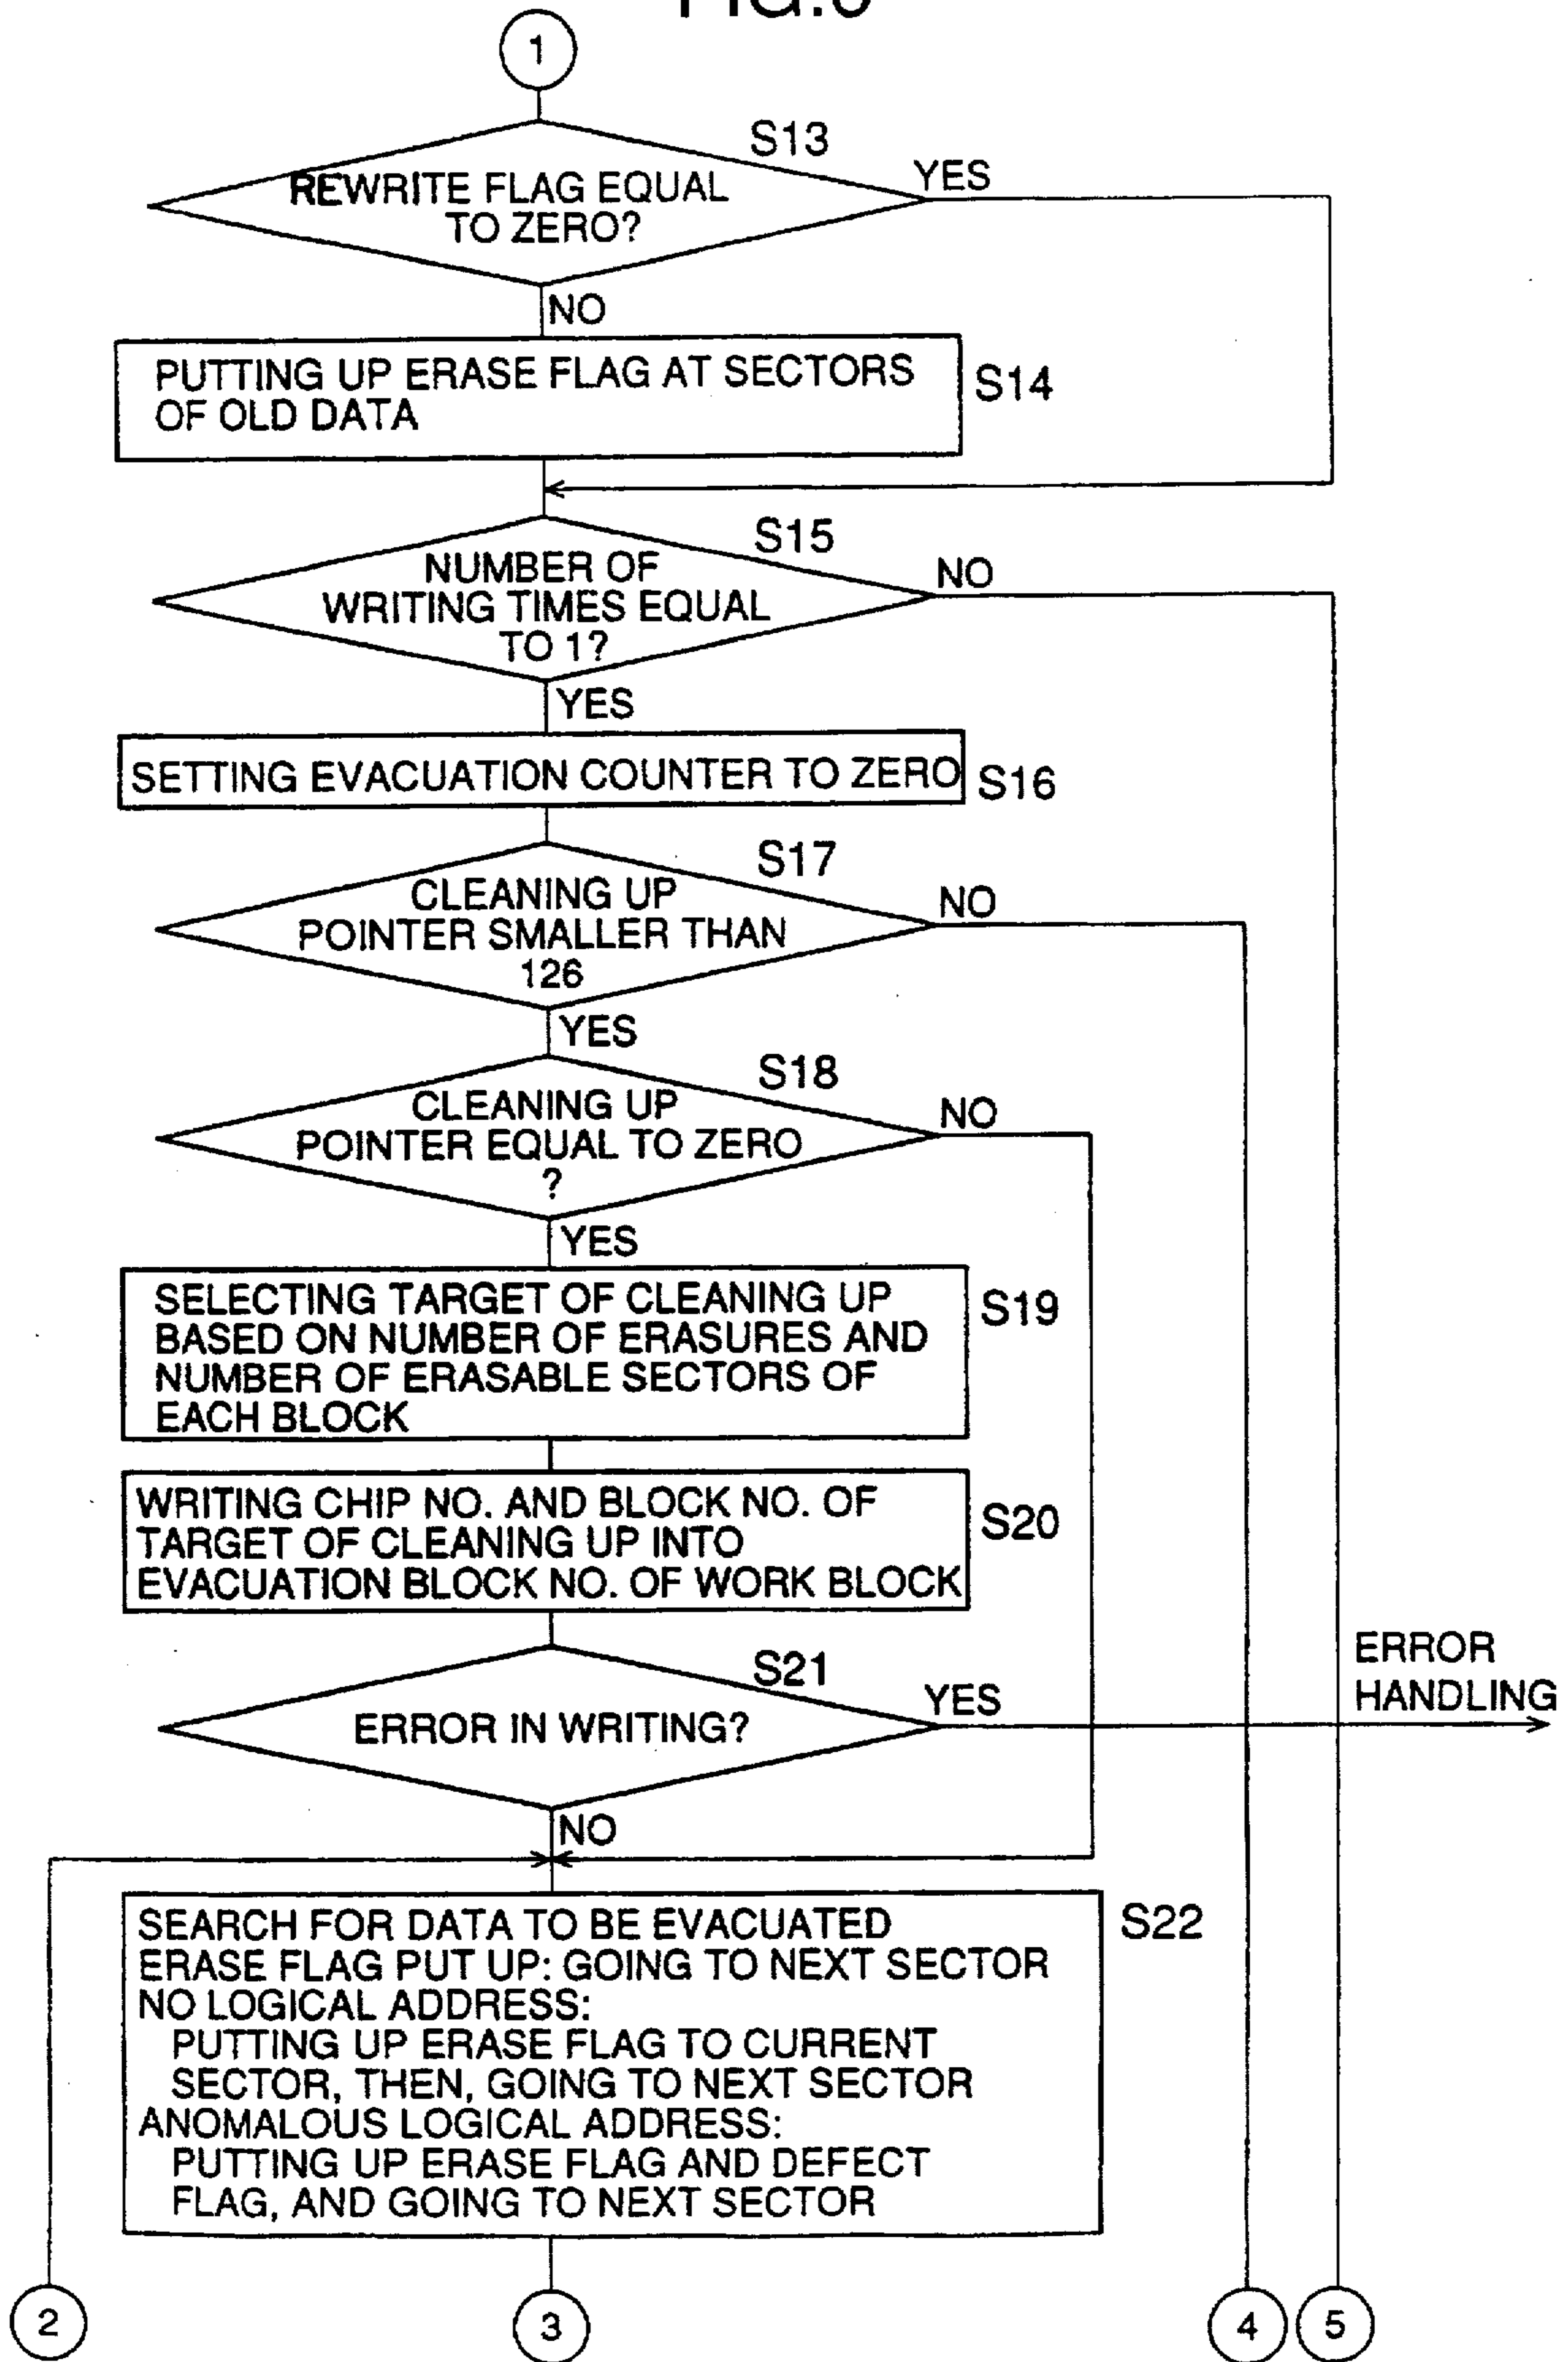 1
S13
REWRITE FLAG EQUAL
TO ZERO?
YES
NO
PUTTING UP ERASE FLAG AT SECTORS
OF OLD DATA
S14
S15
NUMBER OF
WRITING TIMES EQUAL
TO 1?
NO
YES
SETTING EVACUATION COUNTER TO ZERO
S16
S17
CLEANING UP
POINTER SMALLER THAN
126
NO
YES
S18
CLEANING UP
POINTER EQUAL TO ZERO
?
NO
YES
SELECTING TARGET OF CLEANING UP
BASED ON NUMBER OF ERASURES AND
NUMBER OF ERASABLE SECTORS OF
EACH BLOCK
S19
WRITING CHIP NO. AND BLOCK NO. OF
TARGET OF CLEANING UP INTO
EVACUATION BLOCK NO. OF WORK BLOCK
S20
S21
ERROR IN WRITING?
YES
ERROR
HANDLING
NO
SEARCH FOR DATA TO BE EVACUATED
ERASE FLAG PUT UP: GOING TO NEXT SECTOR
NO LOGICAL ADDRESS:
PUTTING UP ERASE FLAG TO CURRENT
SECTOR, THEN, GOING TO NEXT SECTOR
ANOMALOUS LOGICAL ADDRESS:
PUTTING UP ERASE FLAG AND DEFECT
FLAG, AND GOING TO NEXT SECTOR
S22
2
3
4
5